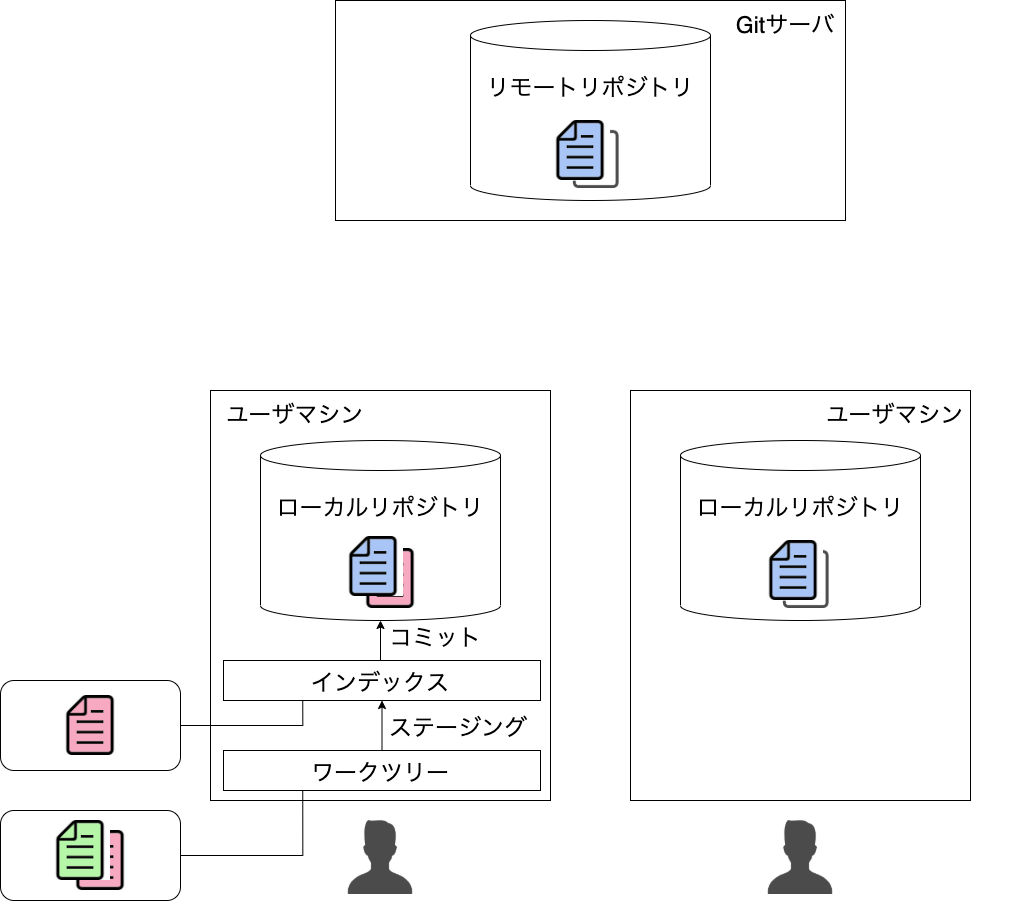 Gitサーバ
リモートリポジトリ
ユーザマシン
ローカルリポジトリ
コミット
インデックス
ステージング
ワークツリー
ユーザマシン
ローカルリポジトリ